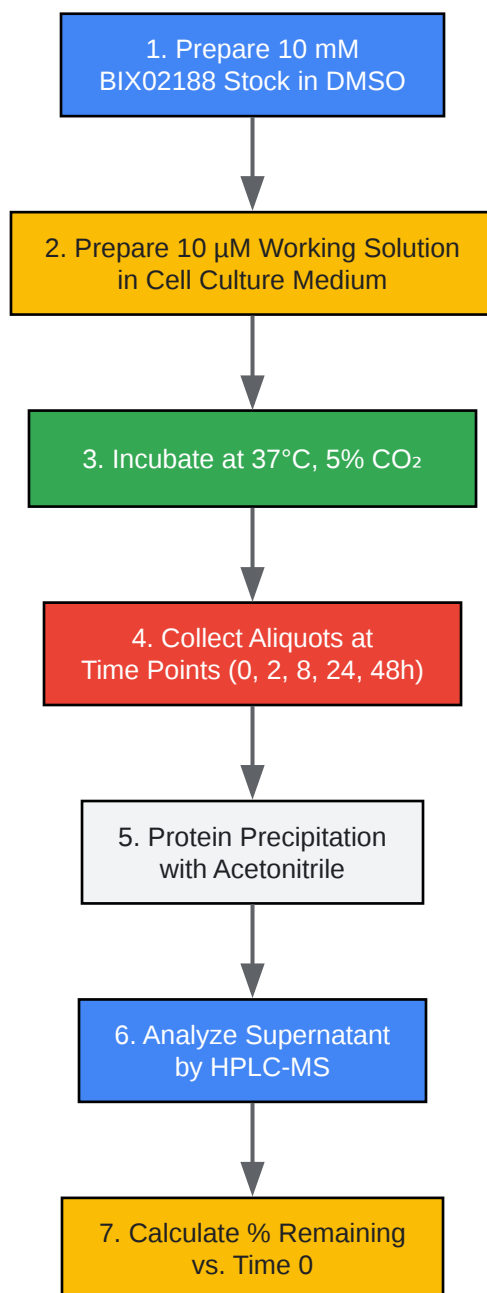 1. Prepare 10 mM
BIX02188 Stock in DMSO
2. Prepare 10 µM Working Solution
in Cell Culture Medium
3. Incubate at 37°C, 5% CO₂
4. Collect Aliquots at
Time Points (0, 2, 8, 24, 48h)
5. Protein Precipitation
with Acetonitrile
6. Analyze Supernatant
by HPLC-MS
7. Calculate % Remaining
vs. Time 0